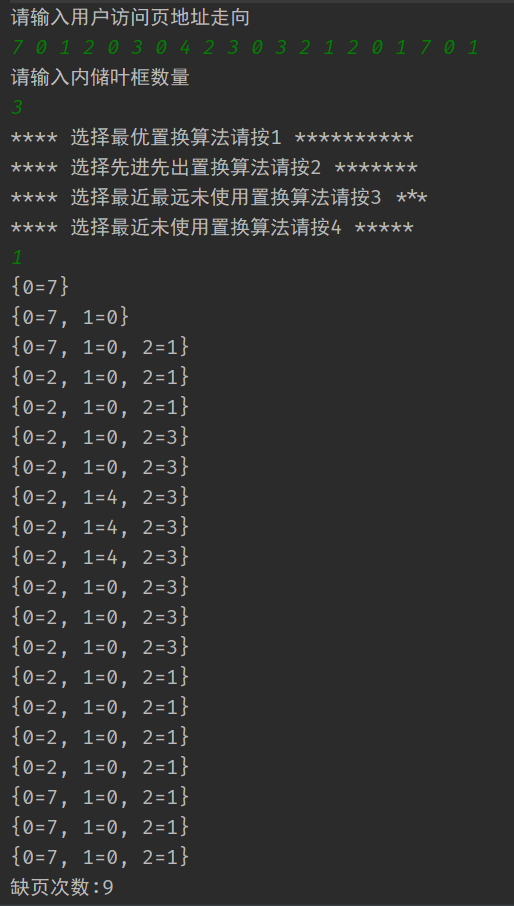 请输入用户访问页地址走向
7 0 1 2 0 3 0 4 2 3 0 3 2 1 2 0 1 7 0 1
请输入内储叶框数量
3
**** 选择最优置换算法请按1 **********
**** 选择先进先出置换算法请按2 *******
**** 选择最近最远未使用置换算法请按3 ***
**** 选择最近未使用置换算法请按4 *****
1
{0=7}
{0=7, 1=0}
{0=7, 1=0, 2=1}
{0=2, 1=0, 2=1}
{0=2, 1=0, 2=1}
{0=2, 1=0, 2=3}
{0=2, 1=0, 2=3}
{0=2, 1=4, 2=3}
{0=2, 1=4, 2=3}
{0=2, 1=4, 2=3}
{0=2, 1=0, 2=3}
{0=2, 1=0, 2=3}
{0=2, 1=0, 2=3}
{0=2, 1=0, 2=1}
{0=2, 1=0, 2=1}
{0=2, 1=0, 2=1}
{0=2, 1=0, 2=1}
{0=7, 1=0, 2=1}
{0=7, 1=0, 2=1}
{0=7, 1=0, 2=1}
缺页次数:9